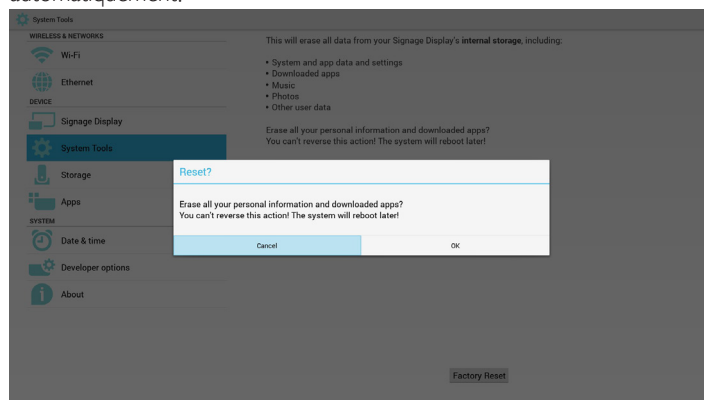 automatiquement.
System Tools
WIRELESS & NETWORKS
Wi-Fi
Ethernet
DEVICE
Signage Display
System Tools
Storage
Apps
SYSTEM
Date & time
Developer options
About
This will erase all data from your Signage Display's internal storage, including:
• System and app data and settings
• Downloaded apps
• Music
• Photos
• Other user data
Erase all your personal information and downloaded apps?
You can't reverse this action! The system will reboot later!
Reset?
Erase all your personal information and downloaded apps?
You can't reverse this action! The system will reboot later!
Cancel
OK
Factory Reset